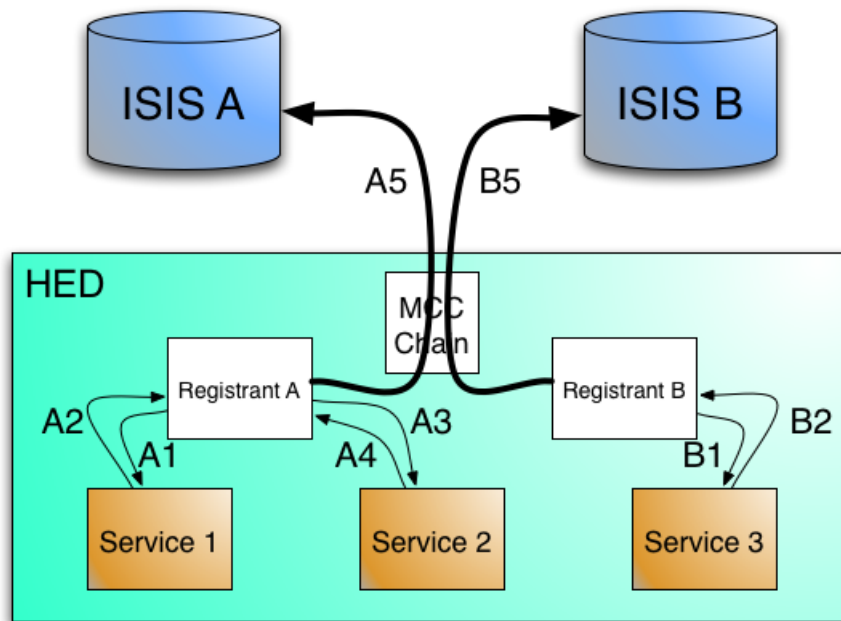 ISIS A
ISIS B
A5
B5
HED
MCC
Chain
Registrant A
Registrant B
A2
A1
A4
A3
B1
B2
Service 1
Service 2
Service 3